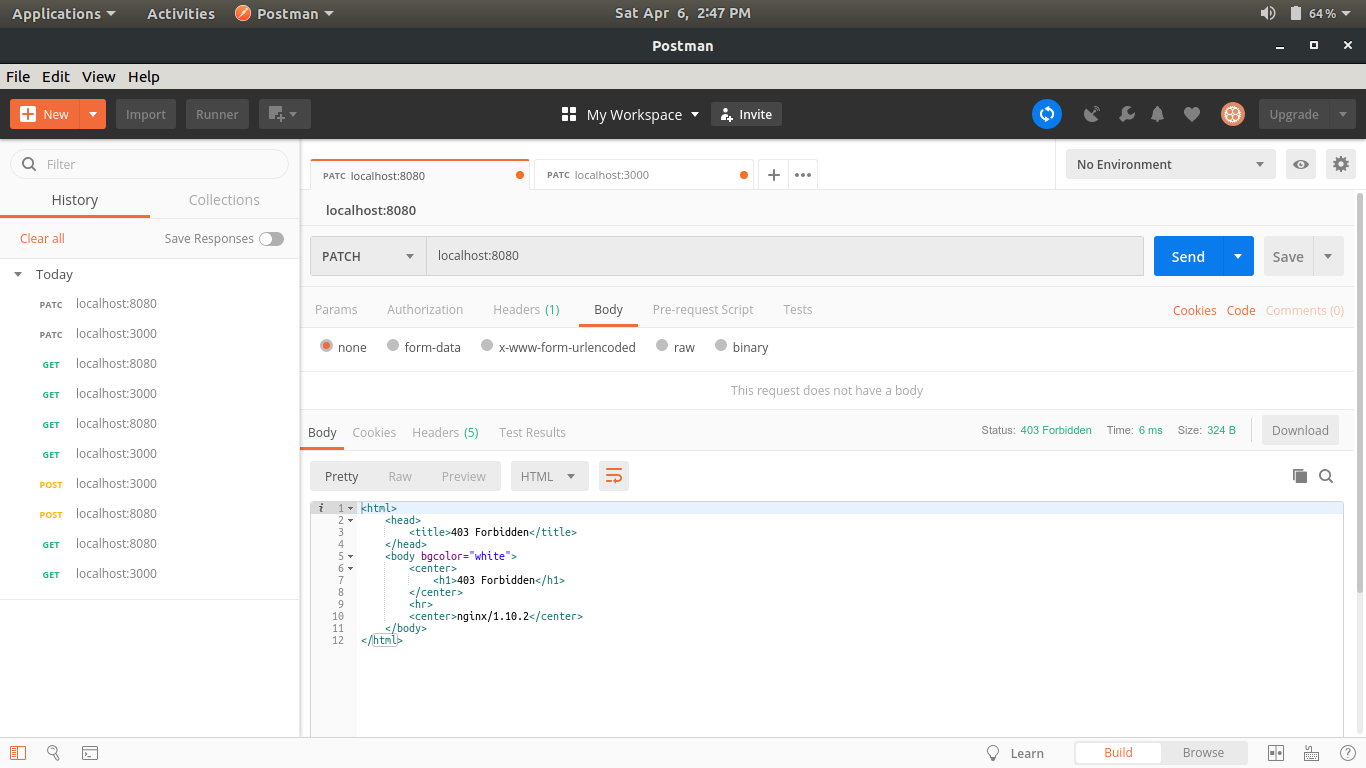 Applications Activities Postman Sat Apr 6, 2:47 PM 64%
Postman
File Edit View Help
New Import Runner My Workspace Invite Upgrade
Filter
History Collections
Clear all Save Responses
Today
PATC localhost:8080
PATC localhost:3000
GET localhost:8080
GET localhost:3000
GET localhost:8080
GET localhost:3000
POST localhost:3000
POST localhost:8080
GET localhost:8080
GET localhost:3000
PATC localhost:8080 PATC localhost:3000 No Environment
localhost:8080
PATCH localhost:8080 Send Save
Params Authorization Headers (1) Body Pre-request Script Tests Cookies Code Comments (0)
none form-data x-www-form-urlencoded raw binary
This request does not have a body
Body Cookies Headers (5) Test Results Status: 403 Forbidden Time: 6 ms Size: 324 B Download
Pretty Raw Preview HTML
i 1 <html>
2 <head>
3 <title>403 Forbidden</title>
4 </head>
5 <body bgcolor="white">
6 <center>
7 <h1>403 Forbidden</h1>
8 </center>
9 <hr>
10 <center>nginx/1.10.2</center>
11 </body>
12 </html>
Learn Build Browse